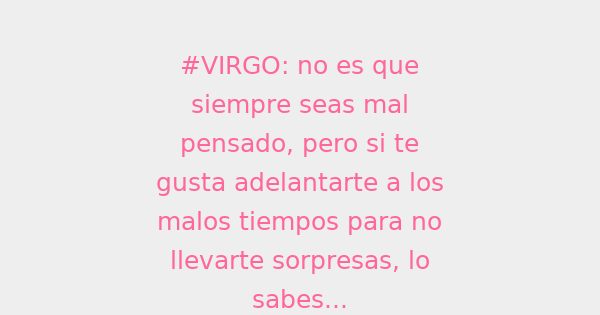 #VIRGO: no es que
siempre seas mal
pensado, pero si te
gusta adelantarte a los
malos tiempos para no
llevarte sorpresas, lo
sabes...